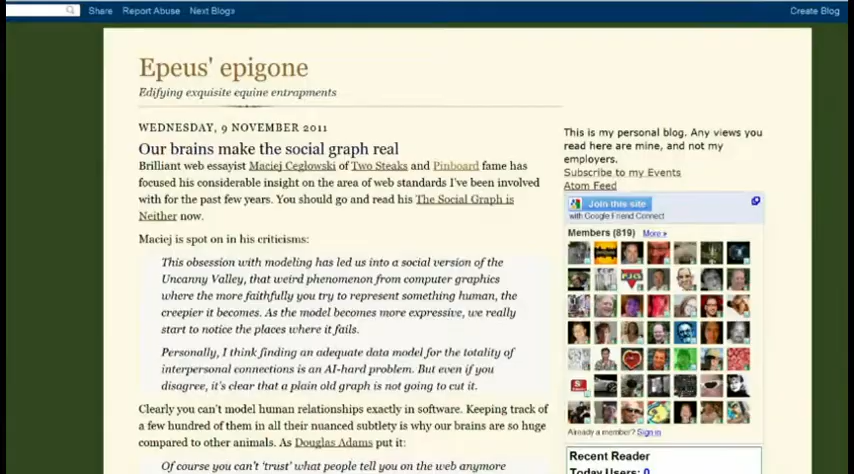 Share Report Abuse Next Blog» Create Blog
Epeus' epigone
Edifying exquisite equine entrapments
WEDNESDAY, 9 NOVEMBER 2011
Our brains make the social graph real
Brilliant web essayist Maciej Cegłowski of Two Steaks and Pinboard fame has
focused his considerable insight on the area of web standards I've been involved
with for the past few years. You should go and read his The Social Graph is
Neither now.
Maciej is spot on in his criticisms:
This obsession with modeling has led us into a social version of the
Uncanny Valley, that weird phenomenon from computer graphics
where the more faithfully you try to represent something human, the
creepier it becomes. As the model becomes more expressive, we really
start to notice the places where it fails.
Personally, I think finding an adequate data model for the totality of
interpersonal connections is an AI-hard problem. But even if you
disagree, it's clear that a plain old graph is not going to cut it.
Clearly you can't model human relationships exactly in software. Keeping track of
a few hundred of them in all their nuanced subtlety is why our brains are so huge
compared to other animals. As Douglas Adams put it:
Of course you can't 'trust' what people tell you on the web anymore
This is my personal blog. Any views you
read here are mine, and not my
employers.
Subscribe to my Events
Atom Feed
Join this site
with Google Friend Connect
Members (819) More »
Already a member? Sign in
Recent Reader
Today Users: 0